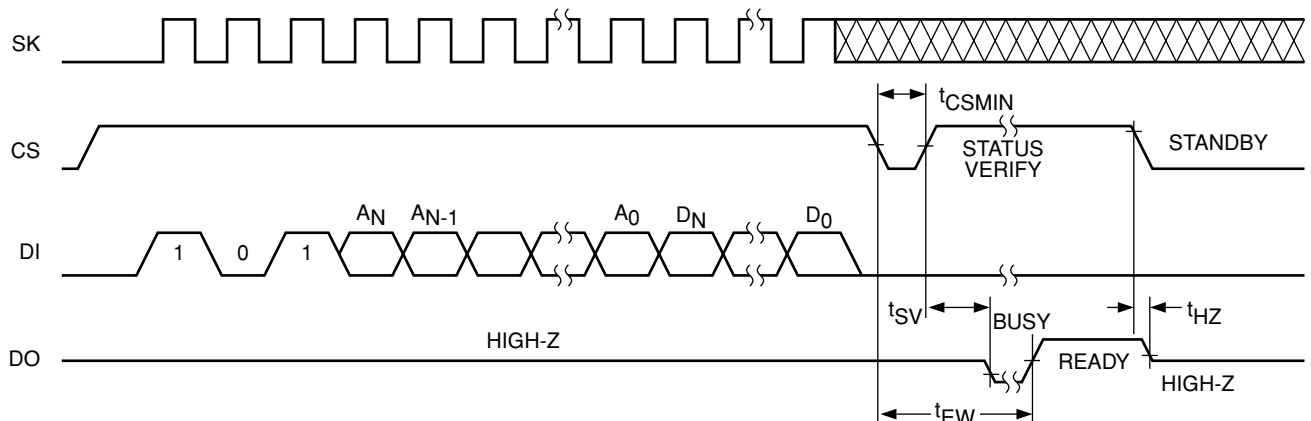 SK
tCSMIN
CS
STATUS
VERIFY
STANDBY
AN
AN-1
A0
DN
D0
DI
1
0
1
tSV
BUSY
tHZ
HIGH-Z
DO
READY
HIGH-Z
tEW